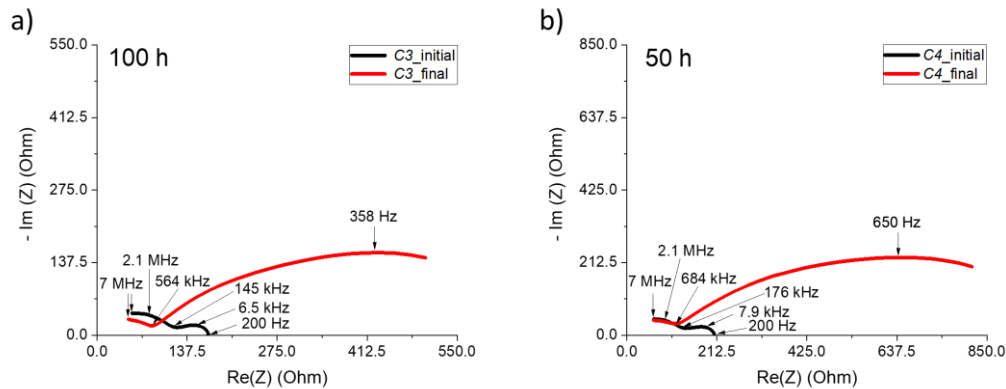 a)
100 h
C3_initial
C3_final
- Im (Z) (Ohm)
550.0
412.5
275.0
137.5
0.0
358 Hz
2.1 MHz
7 MHz
564 kHz
145 kHz
6.5 kHz
200 Hz
0.0 137.5 275.0 412.5 550.0
Re(Z) (Ohm)
b)
50 h
C4_initial
C4_final
- Im (Z) (Ohm)
850.0
637.5
425.0
212.5
0.0
650 Hz
2.1 MHz
7 MHz
684 kHz
176 kHz
7.9 kHz
200 Hz
0.0 212.5 425.0 637.5 850.0
Re(Z) (Ohm)